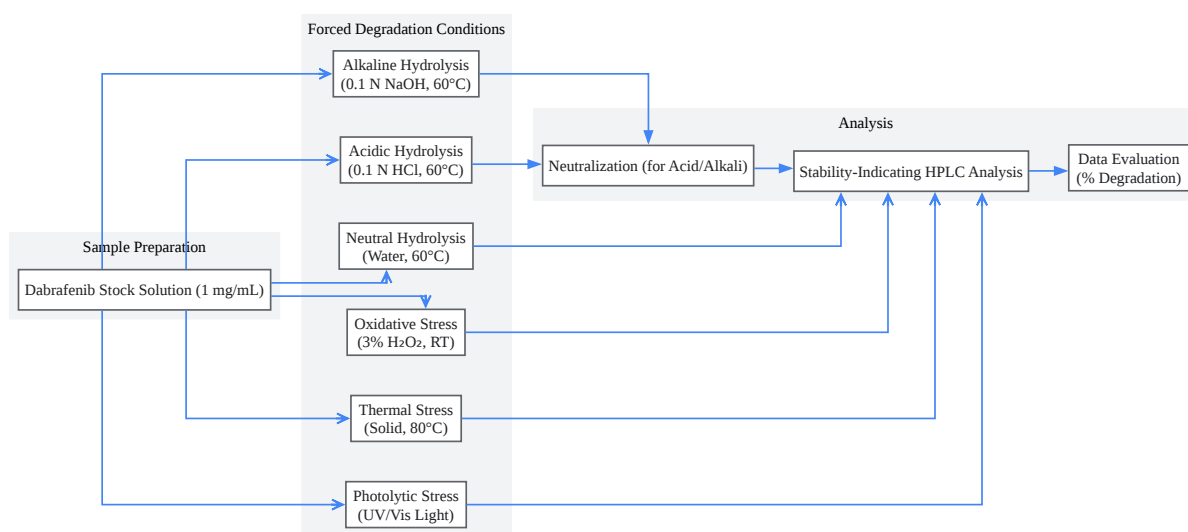 Forced Degradation Conditions
Alkaline Hydrolysis
(0.1 N NaOH, 60°C)
Analysis
Acidic Hydrolysis
(0.1 N HCl, 60°C)
Neutralization (for Acid/Alkali)
Stability-Indicating HPLC Analysis
Data Evaluation
(% Degradation)
Sample Preparation
Dabrafenib Stock Solution (1 mg/mL)
Neutral Hydrolysis
(Water, 60°C)
Oxidative Stress
(3% H₂O₂, RT)
Thermal Stress
(Solid, 80°C)
Photolytic Stress
(UV/Vis Light)